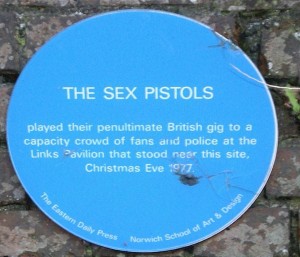 THE SEX PISTOLS
played their penultimate British gig to a
capacity crowd of fans and police at the
Links Pavilion that stood near this site,
Christmas Eve 1977
The Eastern Daily Press Norwich School of Art & Design